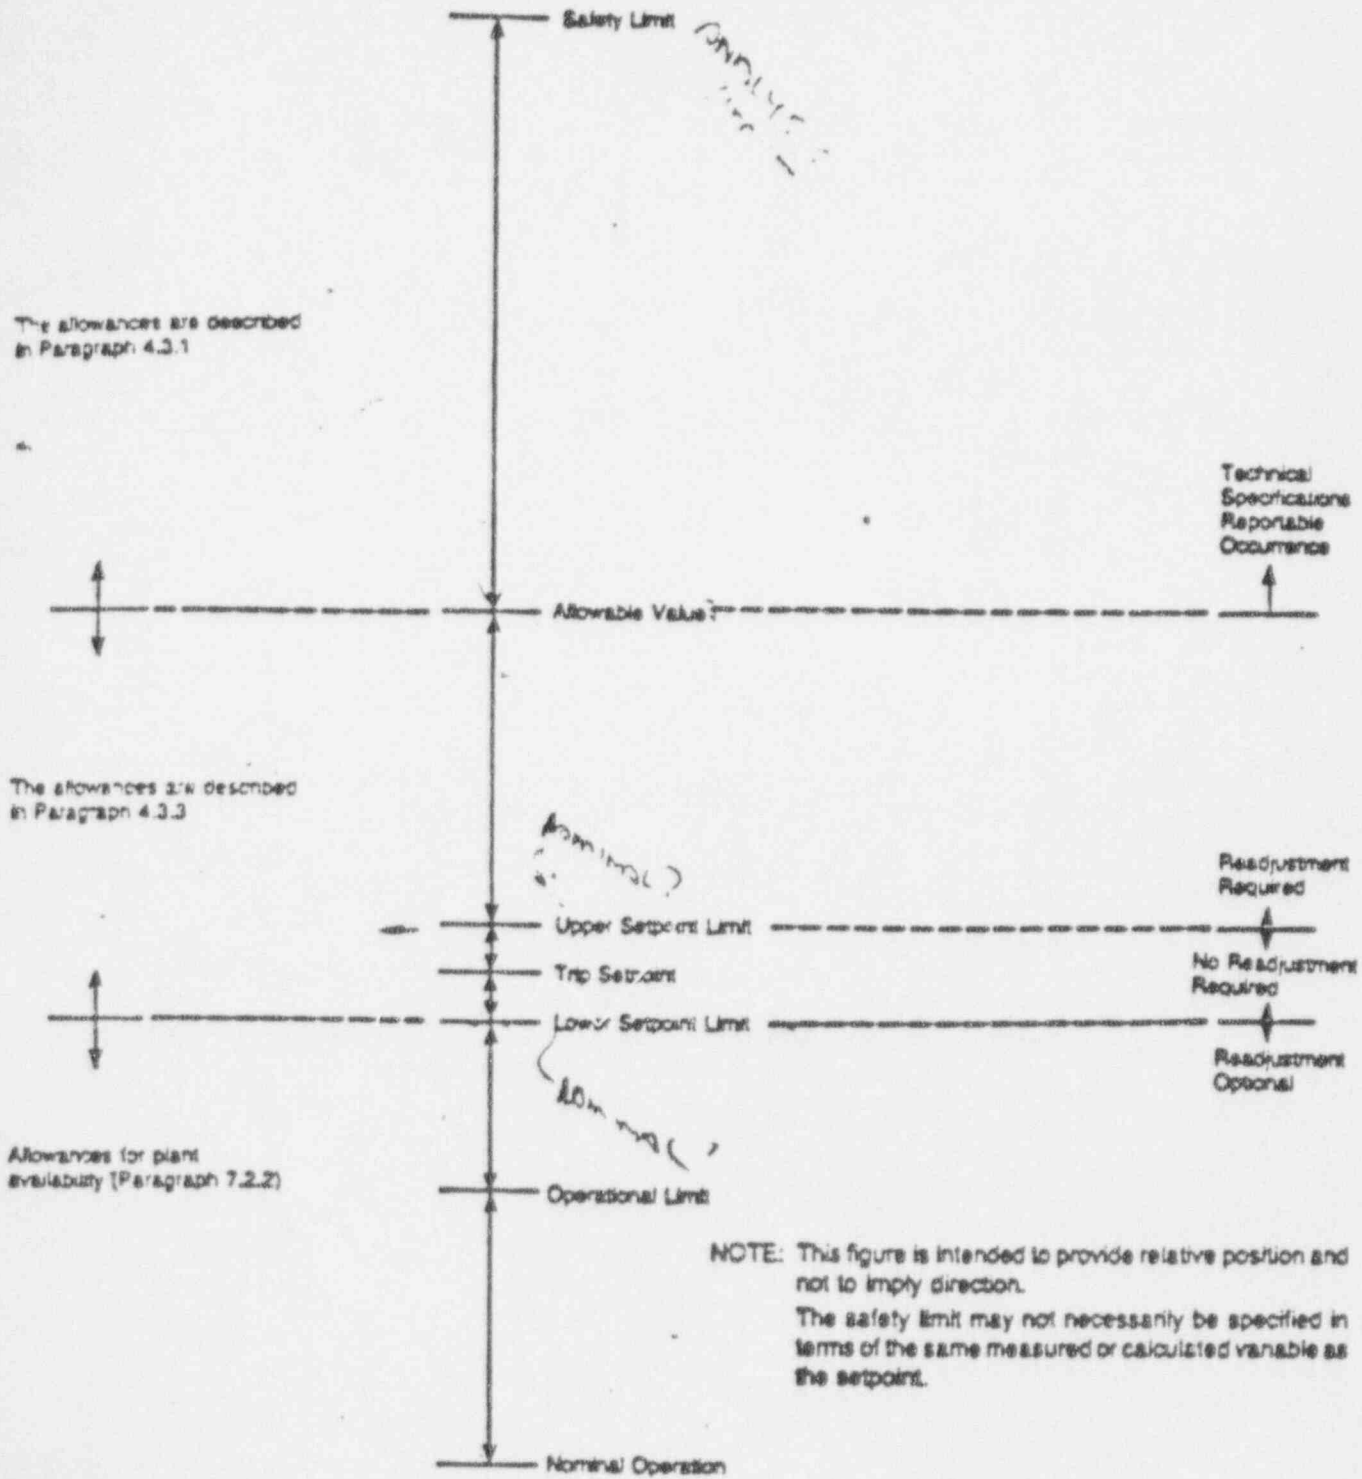 Safety Limit
The allowances are described
in Paragraph 4.3.1
Technical
Specifications
Reportable
Occurrence
Allowable Value
The allowances are described
in Paragraph 4.3.3
Nominal
Readjustment
Required
Upper Setpoint Limit
No Readjustment
Required
Trip Setpoint
Lower Setpoint Limit
Readjustment
Optional
Nominal
Allowances for plant
availability (Paragraph 7.2.2)
Operational Limit
NOTE: This figure is intended to provide relative position and
not to imply direction.
The safety limit may not necessarily be specified in
terms of the same measured or calculated variable as
the setpoint.
Nominal Operation